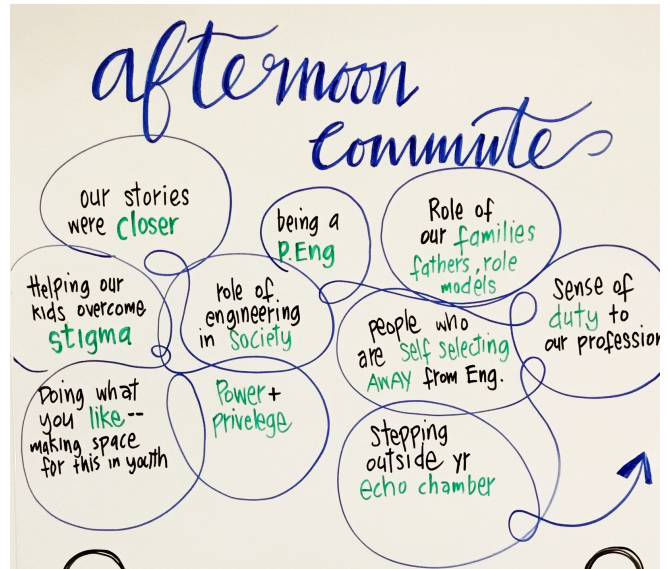 afternoon
commute
our stories
were closer
being a
P.Eng
Role of
our families
fathers, role
models
Helping our
kids overcome
stigma
role of
engineering
in Society
people who
are self selecting
AWAY from Eng.
Sense of
duty to
our profession
Doing what
you like--
making space
for this in youth
Power+
privelege
Stepping
outside yr
echo chamber